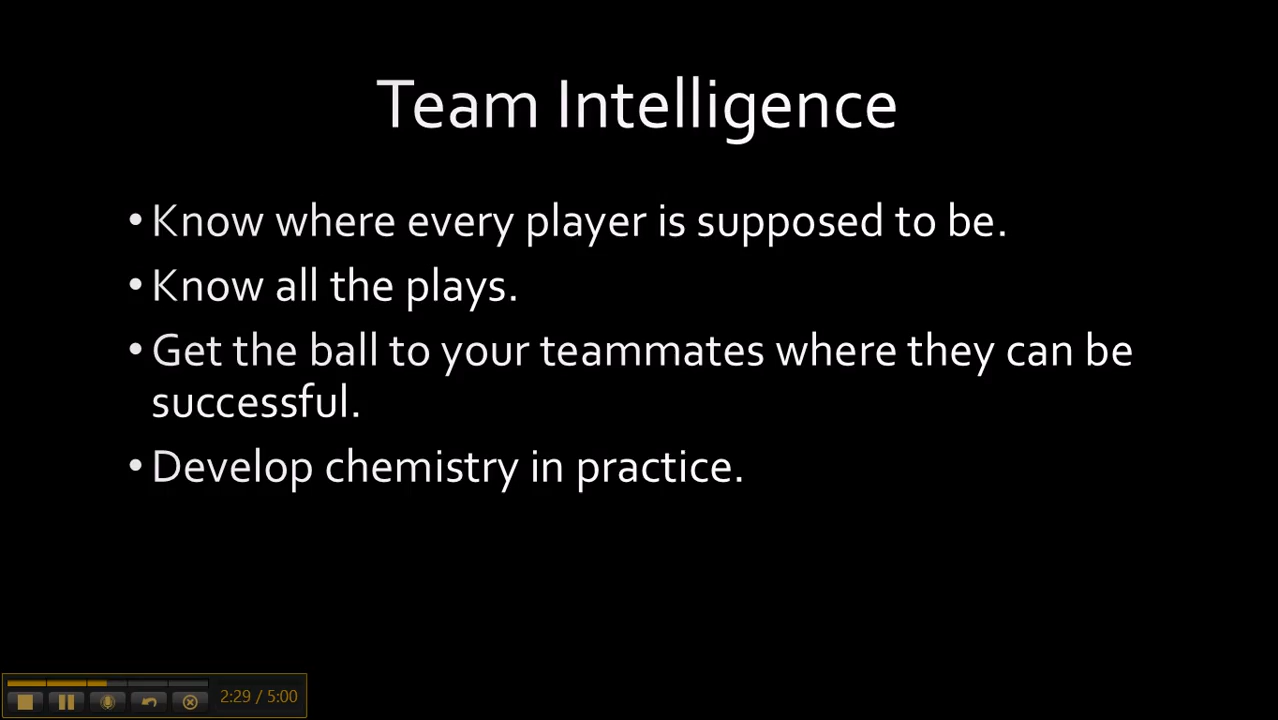 Team Intelligence
• Know where every player is supposed to be.
• Know all the plays.
• Get the ball to your teammates where they can be
successful.
• Develop chemistry in practice.
2:29 / 5:00